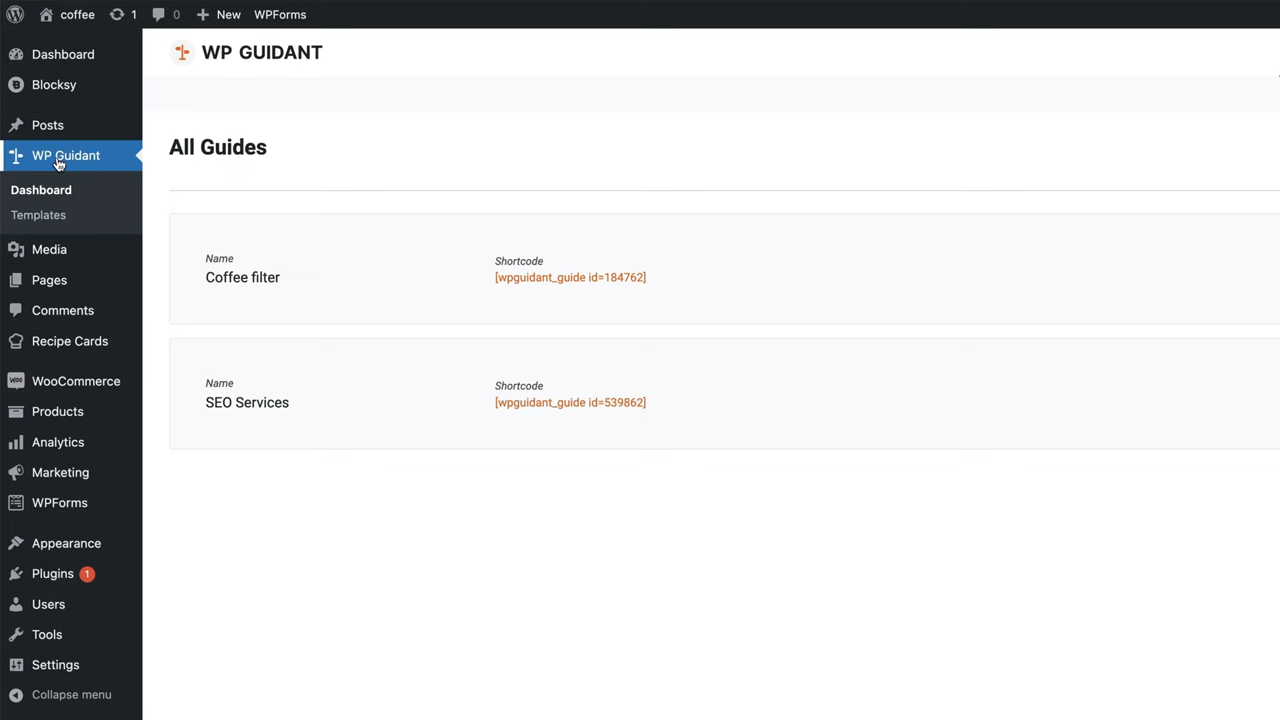 coffee
1
0
New
WPForms
Dashboard
Blocksy
Posts
WP Guidant
Dashboard
Templates
Media
Pages
Comments
Recipe Cards
WOO WooCommerce
Products
Analytics
Marketing
WPForms
Appearance
Plugins 1
Users
Tools
Settings
Collapse menu
WP GUIDANT
All Guides
Name
Coffee filter
Shortcode
[wpguidant_guide id=184762]
Name
SEO Services
Shortcode
[wpguidant_guide id=539862]